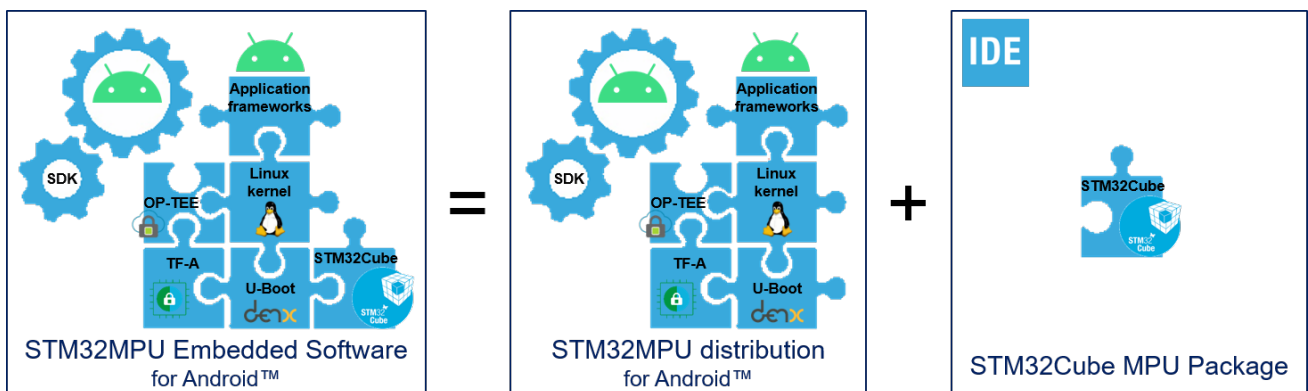 Application
frameworks
SDK
Linux
kernel
OP-TEE
TF-A
U-Boot
denx
STM32Cube
STM32
Cube
STM32MPU Embedded Software
for Android™
=
Application
frameworks
SDK
Linux
kernel
OP-TEE
TF-A
U-Boot
denx
STM32MPU distribution
for Android™
+
IDE
STM32Cube
STM32
Cube
STM32Cube MPU Package